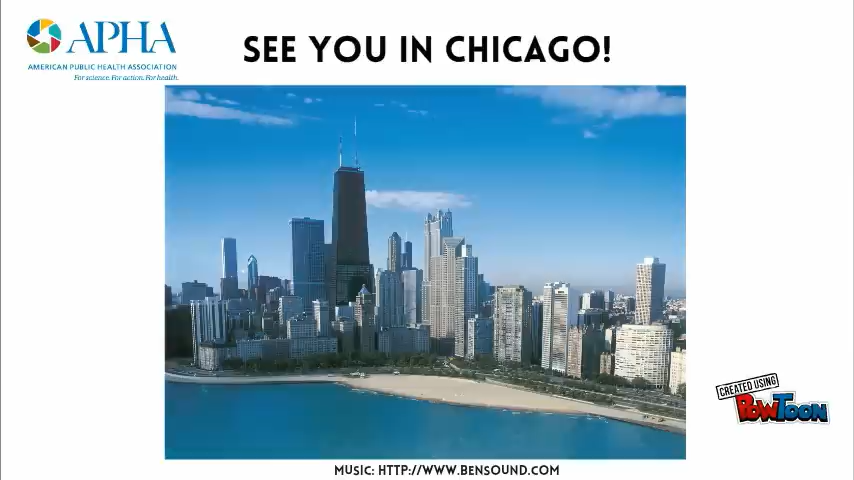 APHA
AMERICAN PUBLIC HEALTH ASSOCIATION
For science. For action. For health.
SEE YOU IN CHICAGO!
CREATED USING
POWTOON
MUSIC: HTTP://WWW.BENSOUND.COM